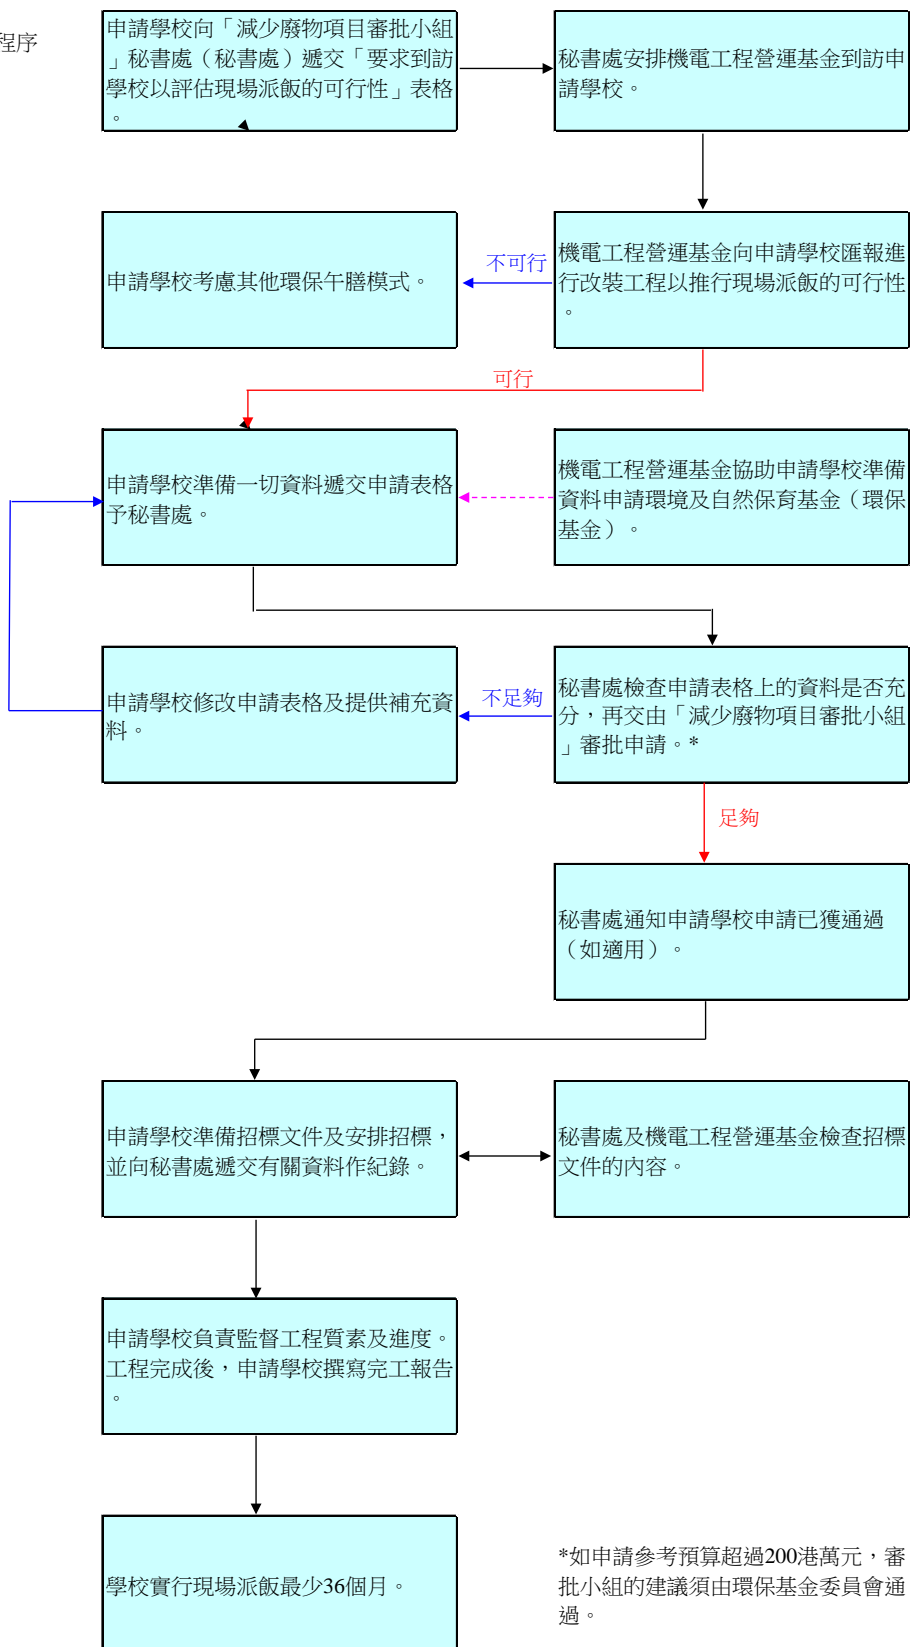 程序
申請學校向「減少廢物項目審批小組
」秘書處（秘書處）遞交「要求到訪
學校以評估現場派飯的可行性」表格
。
秘書處安排機電工程營運基金到訪申
請學校。
申請學校考慮其他環保午膳模式。
不可行
機電工程營運基金向申請學校匯報進
行改裝工程以推行現場派飯的可行性
。
可行
申請學校準備一切資料遞交申請表格
予秘書處。
機電工程營運基金協助申請學校準備
資料申請環境及自然保育基金（環保
基金）。
申請學校修改申請表格及提供補充資
料。
不足夠
秘書處檢查申請表格上的資料是否充
分，再交由「減少廢物項目審批小組
」審批申請。*
足夠
秘書處通知申請學校申請已獲通過
（如適用）。
申請學校準備招標文件及安排招標，
並向秘書處遞交有關資料作紀錄。
秘書處及機電工程營運基金檢查招標
文件的內容。
申請學校負責監督工程質素及進度。
工程完成後，申請學校撰寫完工報告
。
學校實行現場派飯最少36個月。
*如申請參考預算超過200港萬元，審
批小組的建議須由環保基金委員會通
過。